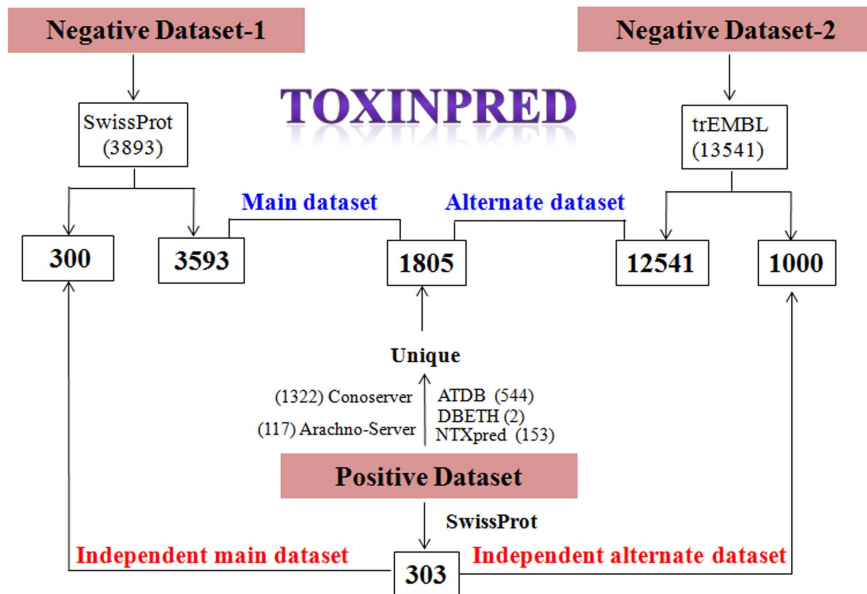 Negative Dataset-1
Negative Dataset-2
TOXINPRED
SwissProt
(3893)
trEMBL
(13541)
Main dataset
Alternate dataset
300
3593
1805
12541
1000
Unique
(1322) Conoserver
ATDB (544)
DBETH (2)
(117) Arachno-Server
NTXpred (153)
Positive Dataset
SwissProt
Independent main dataset
303
Independent alternate dataset